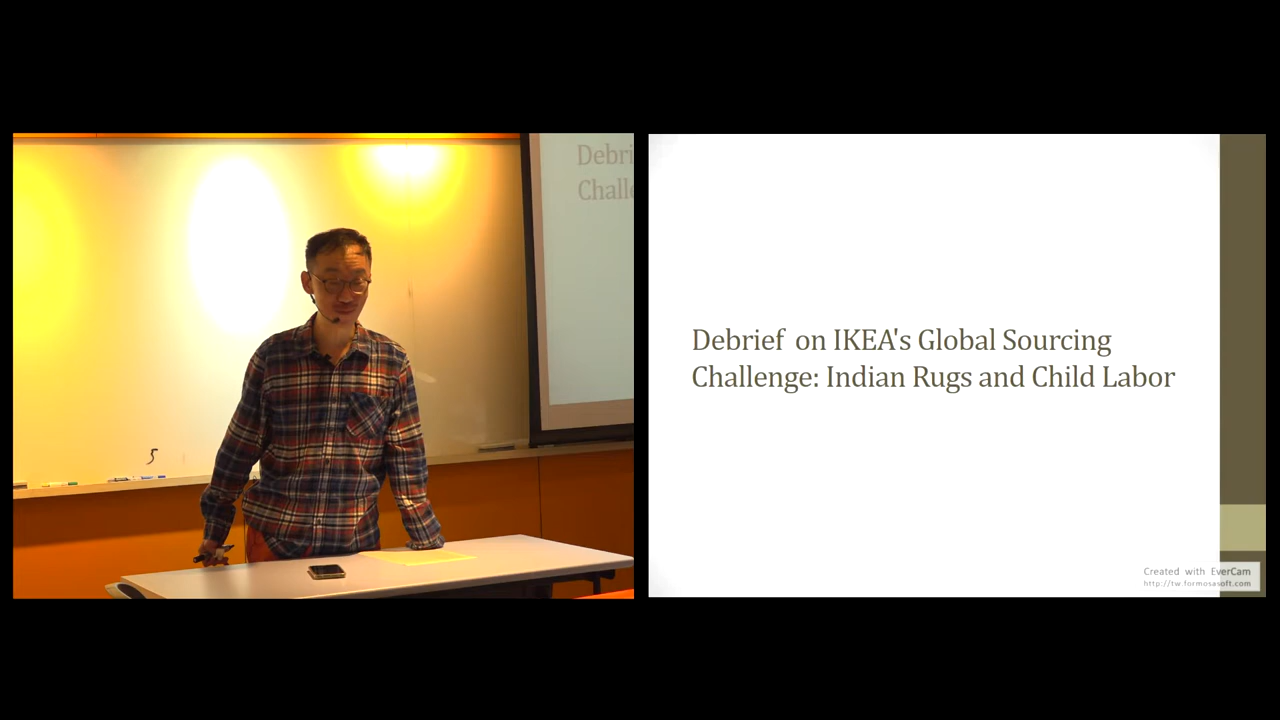 Debri
Challe
5
Debrief on IKEA's Global Sourcing
Challenge: Indian Rugs and Child Labor
Created with EverCam
http://tw.formosasoft.com